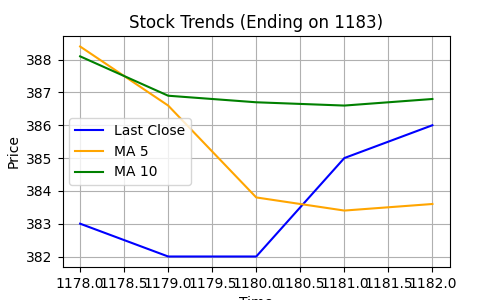 Stock Trends (Ending on 1183)
Price
388
387
386
385
384
383
382
Last Close
MA 5
MA 10
1178.0 1178.5 1179.0 1179.5 1180.0 1180.5 1181.0 1181.5 1182.0
Time